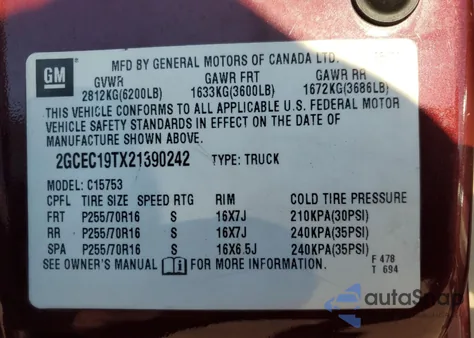 MFD BY GENERAL MOTORS OF CANADA LTD.
GM
GVWR GAWR FRT GAWR RR
2812KG(6200LB) 1633KG(3600LB) 1672KG(3686LB)
THIS VEHICLE CONFORMS TO ALL APPLICABLE U.S. FEDERAL MOTOR
VEHICLE SAFETY STANDARDS IN EFFECT ON THE DATE OF
MANUFACTURE SHOWN ABOVE.
2GCEC19TX21390242 TYPE: TRUCK
MODEL: C15753
CPFL TIRE SIZE SPEED RTG RIM COLD TIRE PRESSURE
FRT P255/70R16 S 16X7J 210KPA(30PSI)
RR P255/70R16 S 16X7J 240KPA(35PSI)
SPA P255/70R16 S 16X6.5J 240KPA(35PSI)
SEE OWNER'S MANUAL FOR MORE INFORMATION.
F 478
T 694
autoSnap